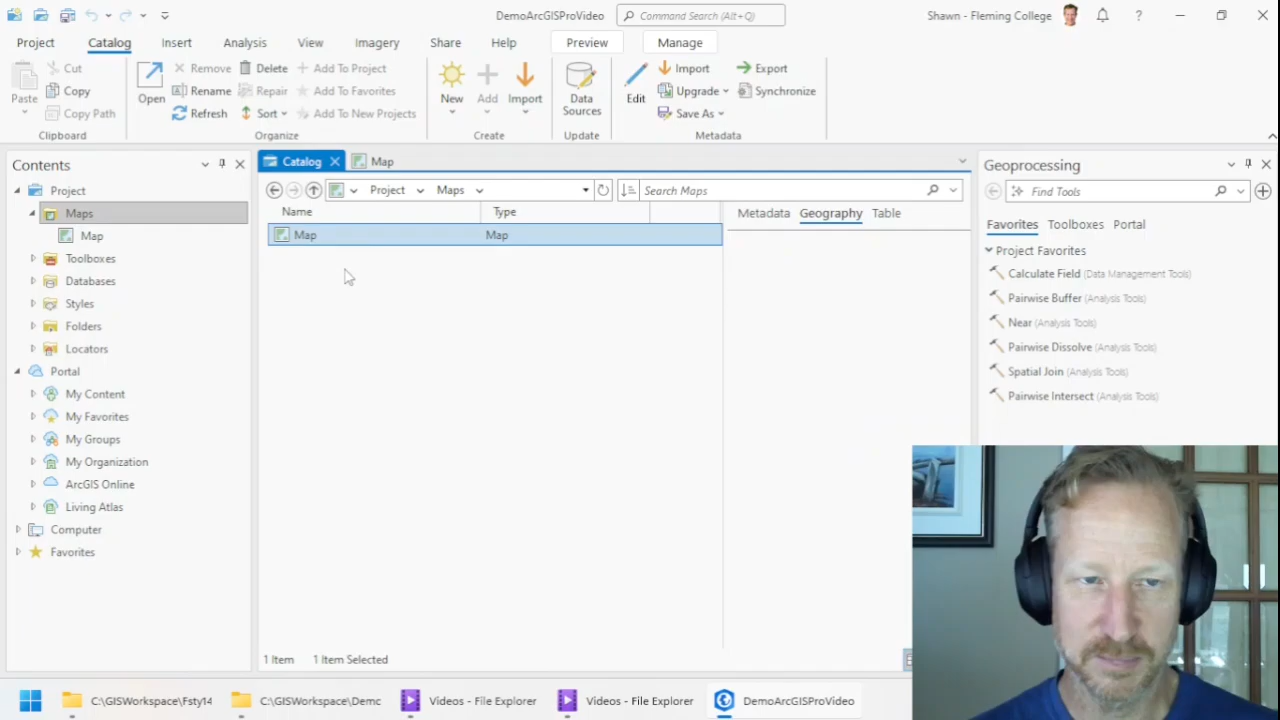 DemoArcGISProVideo
Command Search (Alt+Q)
Shawn - Fleming College
?
Project
Catalog
Insert
Analysis
View
Imagery
Share
Help
Preview
Manage
Paste
Cut
Copy
Copy Path
Clipboard
Open
Remove
Delete
Add To Project
Rename
Repair
Add To Favorites
Refresh
Sort
Add To New Projects
Organize
New
Add
Import
Create
Data Sources
Update
Edit
Import
Export
Upgrade
Synchronize
Save As
Metadata
Contents
Project
Maps
Map
Toolboxes
Databases
Styles
Folders
Locators
Portal
My Content
My Favorites
My Groups
My Organization
ArcGIS Online
Living Atlas
Computer
Favorites
Catalog
Map
Project
Maps
Search Maps
Name
Type
Map
Map
Metadata
Geography
Table
1 Item
1 Item Selected
Geoprocessing
Find Tools
Favorites
Toolboxes
Portal
Project Favorites
Calculate Field (Data Management Tools)
Pairwise Buffer (Analysis Tools)
Near (Analysis Tools)
Pairwise Dissolve (Analysis Tools)
Spatial Join (Analysis Tools)
Pairwise Intersect (Analysis Tools)
C:\GISWorkspace\Fsty14
C:\GISWorkspace\Demc
Videos - File Explorer
Videos - File Explorer
DemoArcGISProVideo